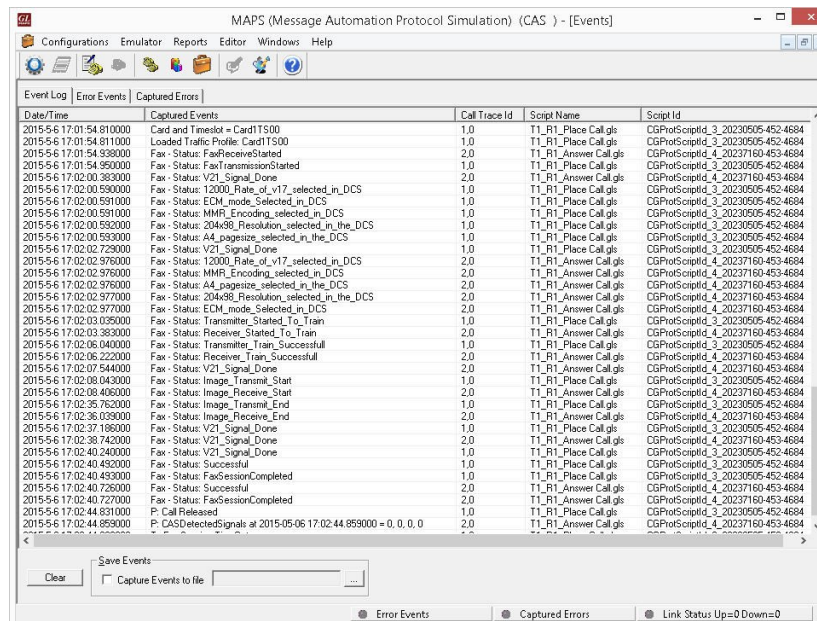 GL
MAPS (Message Automation Protocol Simulation) (CAS ) - [Events]
Configurations Emulator Reports Editor Windows Help
Event Log Error Events Captured Errors
Date/Time Captured Events Call Trace Id Script Name Script Id
2015-5-6 17:01:54.810000 Card and Timeslot = Card1TS00 1,0 T1_R1_Place Call.gls CGProtScriptId_3_20230505-452-4684
2015-5-6 17:01:54.811000 Loaded Traffic Profile: Card1TS00 1,0 T1_R1_Place Call.gls CGProtScriptId_3_20230505-452-4684
2015-5-6 17:01:54.938000 Fax - Status: FaxReceiveStarted 2,0 T1_R1_Answer Call.gls CGProtScriptId_4_20237160-453-4684
2015-5-6 17:01:54.950000 Fax - Status: FaxTransmissionStarted 1,0 T1_R1_Place Call.gls CGProtScriptId_3_20230505-452-4684
2015-5-6 17:02:00.383000 Fax - Status: V21_Signal_Done 2,0 T1_R1_Answer Call.gls CGProtScriptId_4_20237160-453-4684
2015-5-6 17:02:00.590000 Fax - Status: 12000_Rate_of_v17_selected_in_DCS 1,0 T1_R1_Place Call.gls CGProtScriptId_3_20230505-452-4684
2015-5-6 17:02:00.591000 Fax - Status: ECM_mode_Selected_in_DCS 1,0 T1_R1_Place Call.gls CGProtScriptId_3_20230505-452-4684
2015-5-6 17:02:00.591000 Fax - Status: MMR_Encoding_selected_in_DCS 1,0 T1_R1_Place Call.gls CGProtScriptId_3_20230505-452-4684
2015-5-6 17:02:00.592000 Fax - Status: 204x98_Resolution_selected_in_the_DCS 1,0 T1_R1_Place Call.gls CGProtScriptId_3_20230505-452-4684
2015-5-6 17:02:00.593000 Fax - Status: A4_pagesize_selected_in_the_DCS 1,0 T1_R1_Place Call.gls CGProtScriptId_3_20230505-452-4684
2015-5-6 17:02:02.729000 Fax - Status: V21_Signal_Done 1,0 T1_R1_Place Call.gls CGProtScriptId_3_20230505-452-4684
2015-5-6 17:02:02.976000 Fax - Status: 12000_Rate_of_v17_selected_in_DCS 2,0 T1_R1_Answer Call.gls CGProtScriptId_4_20237160-453-4684
2015-5-6 17:02:02.976000 Fax - Status: MMR_Encoding_selected_in_DCS 2,0 T1_R1_Answer Call.gls CGProtScriptId_4_20237160-453-4684
2015-5-6 17:02:02.976000 Fax - Status: A4_pagesize_selected_in_the_DCS 2,0 T1_R1_Answer Call.gls CGProtScriptId_4_20237160-453-4684
2015-5-6 17:02:02.977000 Fax - Status: 204x98_Resolution_selected_in_the_DCS 2,0 T1_R1_Answer Call.gls CGProtScriptId_4_20237160-453-4684
2015-5-6 17:02:02.977000 Fax - Status: ECM_mode_Selected_in_DCS 2,0 T1_R1_Answer Call.gls CGProtScriptId_4_20237160-453-4684
2015-5-6 17:02:03.035000 Fax - Status: Transmitter_Started_To_Train 1,0 T1_R1_Place Call.gls CGProtScriptId_3_20230505-452-4684
2015-5-6 17:02:03.383000 Fax - Status: Receiver_Started_To_Train 2,0 T1_R1_Answer Call.gls CGProtScriptId_4_20237160-453-4684
2015-5-6 17:02:06.040000 Fax - Status: Transmitter_Train_Successfull 1,0 T1_R1_Place Call.gls CGProtScriptId_3_20230505-452-4684
2015-5-6 17:02:06.222000 Fax - Status: Receiver_Train_Successfull 2,0 T1_R1_Answer Call.gls CGProtScriptId_4_20237160-453-4684
2015-5-6 17:02:07.544000 Fax - Status: V21_Signal_Done 2,0 T1_R1_Answer Call.gls CGProtScriptId_4_20237160-453-4684
2015-5-6 17:02:08.043000 Fax - Status: Image_Transmit_Start 1,0 T1_R1_Place Call.gls CGProtScriptId_3_20230505-452-4684
2015-5-6 17:02:08.406000 Fax - Status: Image_Receive_Start 2,0 T1_R1_Answer Call.gls CGProtScriptId_4_20237160-453-4684
2015-5-6 17:02:35.762000 Fax - Status: Image_Transmit_End 1,0 T1_R1_Place Call.gls CGProtScriptId_3_20230505-452-4684
2015-5-6 17:02:36.039000 Fax - Status: Image_Receive_End 2,0 T1_R1_Answer Call.gls CGProtScriptId_4_20237160-453-4684
2015-5-6 17:02:37.186000 Fax - Status: V21_Signal_Done 1,0 T1_R1_Place Call.gls CGProtScriptId_3_20230505-452-4684
2015-5-6 17:02:38.742000 Fax - Status: V21_Signal_Done 2,0 T1_R1_Answer Call.gls CGProtScriptId_4_20237160-453-4684
2015-5-6 17:02:40.240000 Fax - Status: V21_Signal_Done 1,0 T1_R1_Place Call.gls CGProtScriptId_3_20230505-452-4684
2015-5-6 17:02:40.492000 Fax - Status: Successful 1,0 T1_R1_Place Call.gls CGProtScriptId_3_20230505-452-4684
2015-5-6 17:02:40.493000 Fax - Status: FaxSessionCompleted 1,0 T1_R1_Place Call.gls CGProtScriptId_3_20230505-452-4684
2015-5-6 17:02:40.726000 Fax - Status: Successful 2,0 T1_R1_Answer Call.gls CGProtScriptId_4_20237160-453-4684
2015-5-6 17:02:40.727000 Fax - Status: FaxSessionCompleted 2,0 T1_R1_Answer Call.gls CGProtScriptId_4_20237160-453-4684
2015-5-6 17:02:44.831000 P: Call Released 1,0 T1_R1_Place Call.gls CGProtScriptId_3_20230505-452-4684
2015-5-6 17:02:44.859000 P: CASDetectedSignals at 2015-05-06 17:02:44.859000 = 0, 0, 0, 0 2,0 T1_R1_Answer Call.gls CGProtScriptId_4_20237160-453-4684
Save Events
Clear Capture Events to file ...
Error Events Captured Errors Link Status Up=0 Down=0